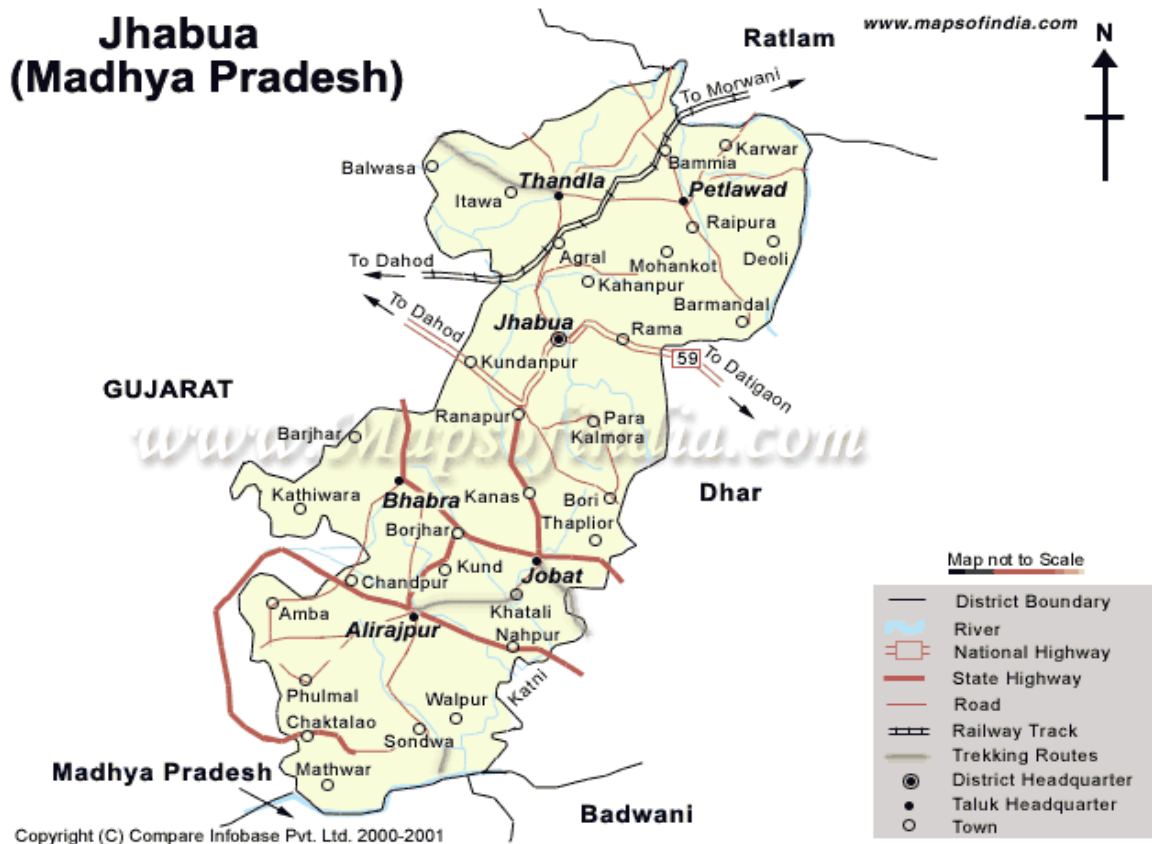 Jhabua
(Madhya Pradesh)
www.mapsofindia.com
N
Ratlam
To Morwani
Karwar
Bammia
Balwasa
Thandla
Itawa
Petlawad
Raipura
Agral
Mohankot
Deoli
To Dahod
Kahanpur
Barmandal
To Dahod
Jhabua
Rama
59
To Datigaon
Kundanpur
GUJARAT
Ranapur
Para
Kalmora
Barjhar
www.Mapsofindia.com
Kathiwara
Bhabra
Kanas
Bori
Dhar
Borjhar
Thaplior
Kund
Jobat
Chandpur
Amba
Khatali
Alirajpur
Nahpur
Katni
Phulmal
Walpur
Chaktalao
Sondwa
Madhya Pradesh
Mathwar
Badwani
Map not to Scale
District Boundary
River
National Highway
State Highway
Road
Railway Track
Trekking Routes
District Headquarter
Taluk Headquarter
Town
Copyright (C) Compare Infobase Pvt. Ltd. 2000-2001